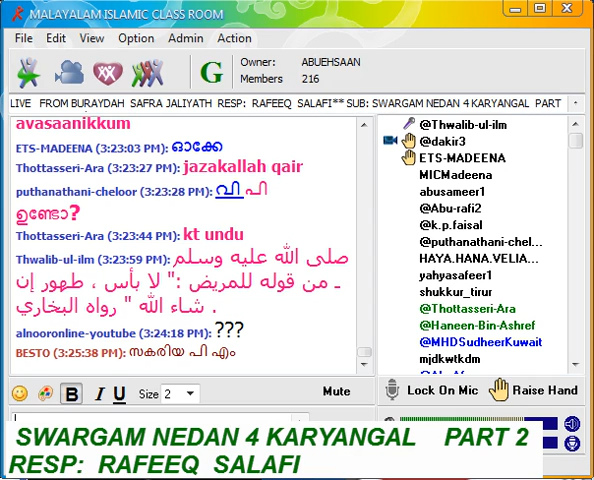 MALAYALAM ISLAMIC CLASS ROOM
File Edit View Option Admin Action
G
Owner: ABUEHSAAN
Members 216
LIVE FROM BURAYDAH SAFRA JALIYATH RESP: RAFEEQ SALAFI** SUB: SWARGAM NEDAN 4 KARYANGAL PART
avasaanikkum
ETS-MADEENA (3:23:03 PM): ഓക്കേ
Thottasseri-Ara (3:23:27 PM): jazakallah qair
puthanathani-cheloor (3:23:28 PM): വി പി
ഉണ്ടോ?
Thottasseri-Ara (3:23:44 PM): kt undu
Thwalib-ul-ilm (3:23:59 PM): صلى الله عليه وسلم
ـ من قوله للمريض :" لا بأس ، طهور إن
شاء الله " رواه البخاري .
alnooronline-youtube (3:24:18 PM): ???
BESTO (3:25:38 PM): സകരിയ പി എം
@Thwalib-ul-ilm
@dakir3
ETS-MADEENA
MICMadeena
abusameer1
@Abu-rafi2
@k.p.faisal
@puthanathani-chel...
HAYA.HANA.VELIA...
yahyasafeer1
shukkur_tirur
@Thottasseri-Ara
@Haneen-Bin-Ashref
@MHDSudheerKuwait
mjdkwtkdm
B I U Size 2 Mute
Lock On Mic Raise Hand
SWARGAM NEDAN 4 KARYANGAL PART 2
RESP: RAFEEQ SALAFI